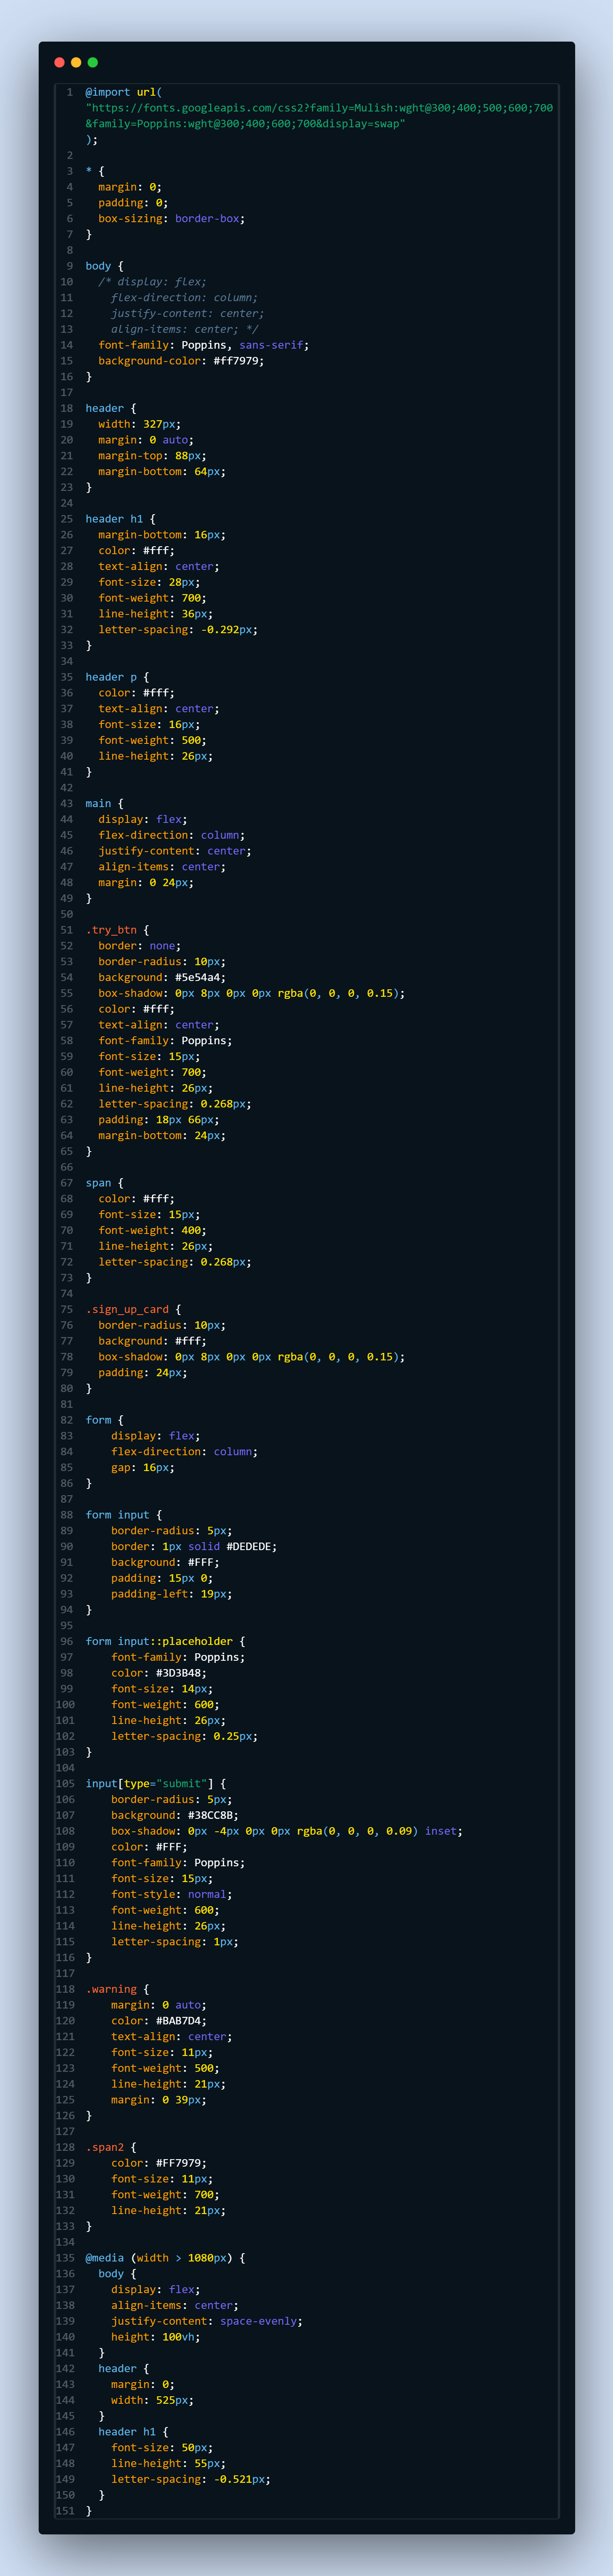 1 @import url(
"https://fonts.googleapis.com/css2?family=Mulish:wght@300;400;500;600;700
&family=Poppins:wght@300;400;600;700&display=swap"
);
2
3 * {
4   margin: 0;
5   padding: 0;
6   box-sizing: border-box;
7 }
8
9 body {
10   /* display: flex;
11     flex-direction: column;
12     justify-content: center;
13     align-items: center; */
14   font-family: Poppins, sans-serif;
15   background-color: #ff7979;
16 }
17
18 header {
19   width: 327px;
20   margin: 0 auto;
21   margin-top: 88px;
22   margin-bottom: 64px;
23 }
24
25 header h1 {
26   margin-bottom: 16px;
27   color: #fff;
28   text-align: center;
29   font-size: 28px;
30   font-weight: 700;
31   line-height: 36px;
32   letter-spacing: -0.292px;
33 }
34
35 header p {
36   color: #fff;
37   text-align: center;
38   font-size: 16px;
39   font-weight: 500;
40   line-height: 26px;
41 }
42
43 main {
44   display: flex;
45   flex-direction: column;
46   justify-content: center;
47   align-items: center;
48   margin: 0 24px;
49 }
50
51 .try_btn {
52   border: none;
53   border-radius: 10px;
54   background: #5e54a4;
55   box-shadow: 0px 8px 0px 0px rgba(0, 0, 0, 0.15);
56   color: #fff;
57   text-align: center;
58   font-family: Poppins;
59   font-size: 15px;
60   font-weight: 700;
61   line-height: 26px;
62   letter-spacing: 0.268px;
63   padding: 18px 66px;
64   margin-bottom: 24px;
65 }
66
67 span {
68   color: #fff;
69   font-size: 15px;
70   font-weight: 400;
71   line-height: 26px;
72   letter-spacing: 0.268px;
73 }
74
75 .sign_up_card {
76   border-radius: 10px;
77   background: #fff;
78   box-shadow: 0px 8px 0px 0px rgba(0, 0, 0, 0.15);
79   padding: 24px;
80 }
81
82 form {
83     display: flex;
84     flex-direction: column;
85     gap: 16px;
86 }
87
88 form input {
89     border-radius: 5px;
90     border: 1px solid #DEDEDE;
91     background: #FFF;
92     padding: 15px 0;
93     padding-left: 19px;
94 }
95
96 form input::placeholder {
97     font-family: Poppins;
98     color: #3D3B48;
99     font-size: 14px;
100     font-weight: 600;
101     line-height: 26px;
102     letter-spacing: 0.25px;
103 }
104
105 input[type="submit"] {
106     border-radius: 5px;
107     background: #38CC8B;
108     box-shadow: 0px -4px 0px 0px rgba(0, 0, 0, 0.09) inset;
109     color: #FFF;
110     font-family: Poppins;
111     font-size: 15px;
112     font-style: normal;
113     font-weight: 600;
114     line-height: 26px;
115     letter-spacing: 1px;
116 }
117
118 .warning {
119     margin: 0 auto;
120     color: #BAB7D4;
121     text-align: center;
122     font-size: 11px;
123     font-weight: 500;
124     line-height: 21px;
125     margin: 0 39px;
126 }
127
128 .span2 {
129     color: #FF7979;
130     font-size: 11px;
131     font-weight: 700;
132     line-height: 21px;
133 }
134
135 @media (width > 1080px) {
136   body {
137     display: flex;
138     align-items: center;
139     justify-content: space-evenly;
140     height: 100vh;
141   }
142   header {
143     margin: 0;
144     width: 525px;
145   }
146   header h1 {
147     font-size: 50px;
148     line-height: 55px;
149     letter-spacing: -0.521px;
150   }
151 }